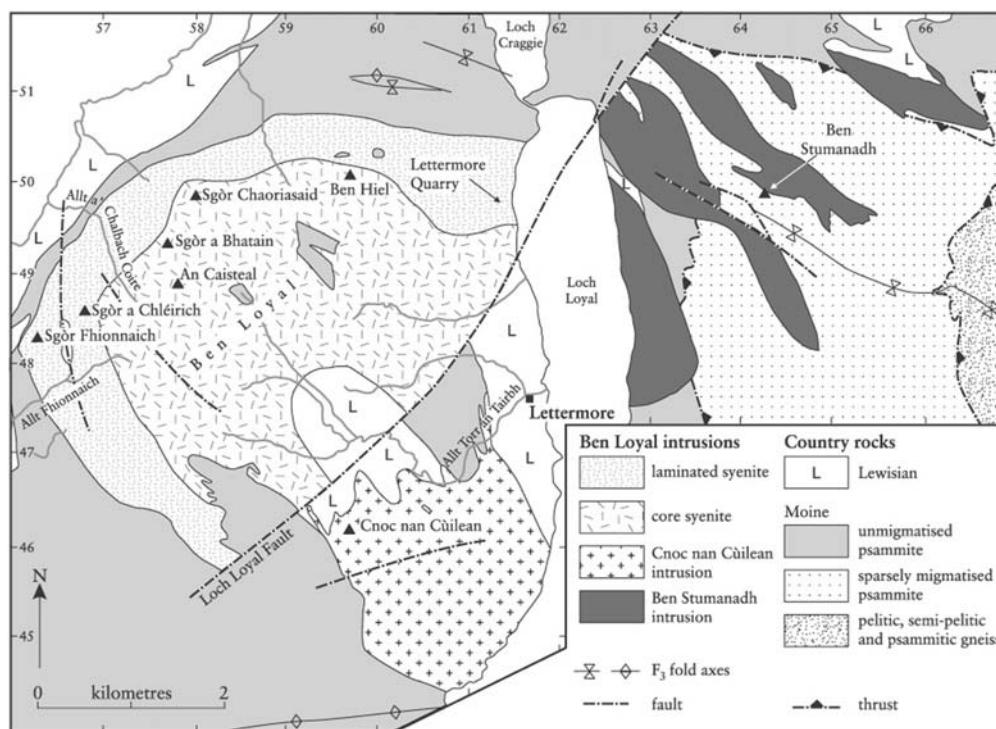 57
59
60
61
62
63
64
65
66
Loch
Craggie
L
51
L
Ben
Stumanadh
Lettermore
Quarry
50
Sgòr Chaoriasaid
Ben Hiel
L
Allt a'
Chalbach Coire
L
Sgòr a Bhatain
49
An Caisteal
Loch
Loyal
Ben Loyal
Sgòr a Chléirich
Sgòr Fhionnaich
L
48
Allt Fhionnaich
L
Lettermore
Allt Torr an Tairbh
47
L
L
L
Cnoc nan Cùilean
46
Loch Loyal Fault
N
45
0 kilometres 2
Ben Loyal intrusions
laminated syenite
core syenite
Cnoc nan Cùilean
intrusion
Ben Stumanadh
intrusion
F3 fold axes
fault
Country rocks
L
Lewisian
Moine
unmigmatised
psammite
sparsely migmatised
psammite
pelitic, semi-pelitic
and psammitic gneiss
thrust